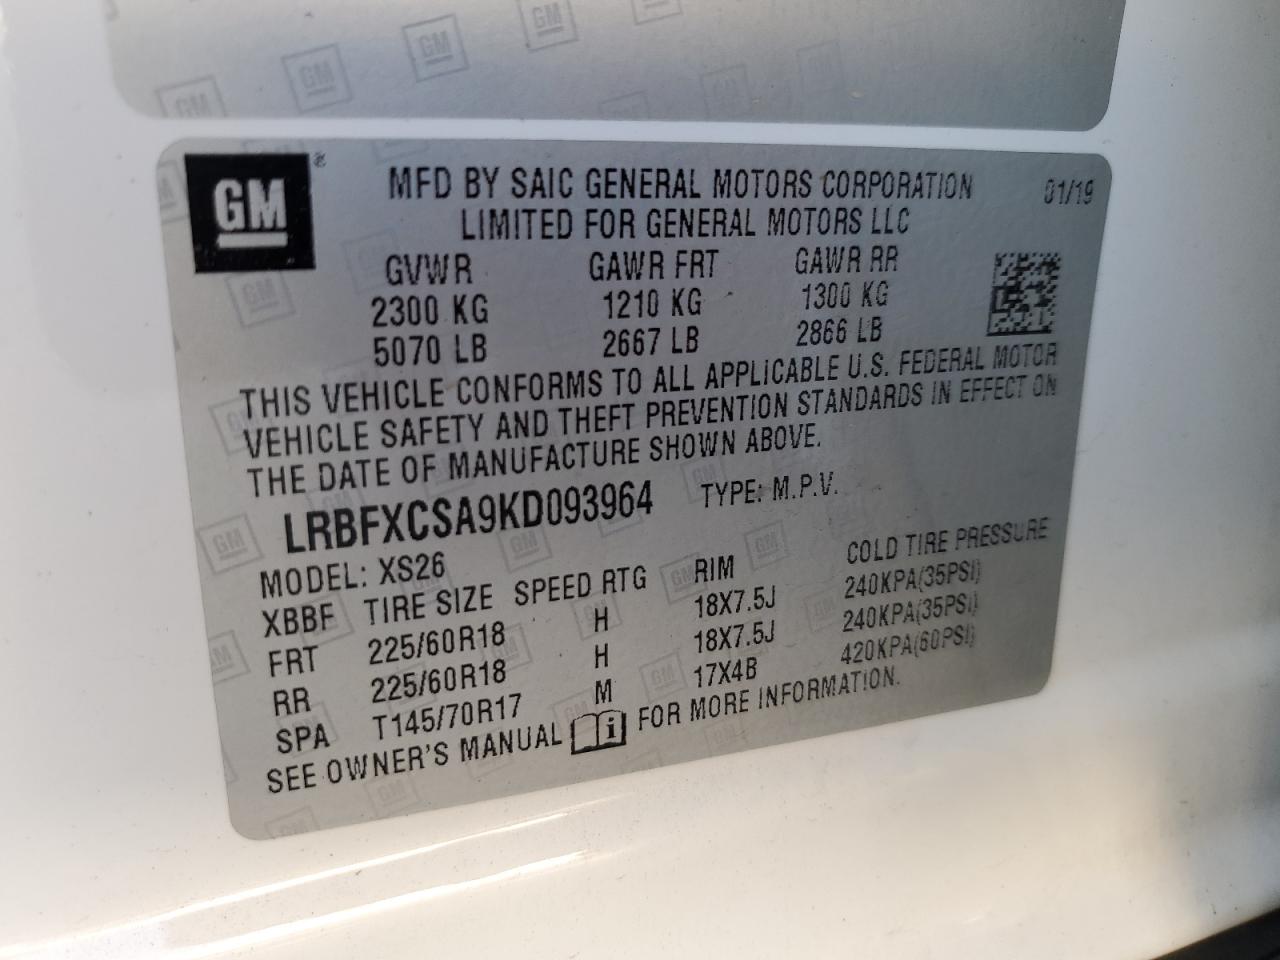 GM ®
MFD BY SAIC GENERAL MOTORS CORPORATION 01/19
LIMITED FOR GENERAL MOTORS LLC
GVWR GAWR FRT GAWR RR
2300 KG 1210 KG 1300 KG
5070 LB 2667 LB 2866 LB
THIS VEHICLE CONFORMS TO ALL APPLICABLE U.S. FEDERAL MOTOR
VEHICLE SAFETY AND THEFT PREVENTION STANDARDS IN EFFECT ON
THE DATE OF MANUFACTURE SHOWN ABOVE.
LRBFXCSA9KD093964 TYPE: M.P.V.
MODEL: XS26
XBBF TIRE SIZE SPEED RTG RIM COLD TIRE PRESSURE
FRT 225/60R18 H 18X7.5J 240KPA(35PSI)
RR 225/60R18 H 18X7.5J 240KPA(35PSI)
SPA T145/70R17 M 17X4B 420KPA(60PSI)
SEE OWNER'S MANUAL i FOR MORE INFORMATION.